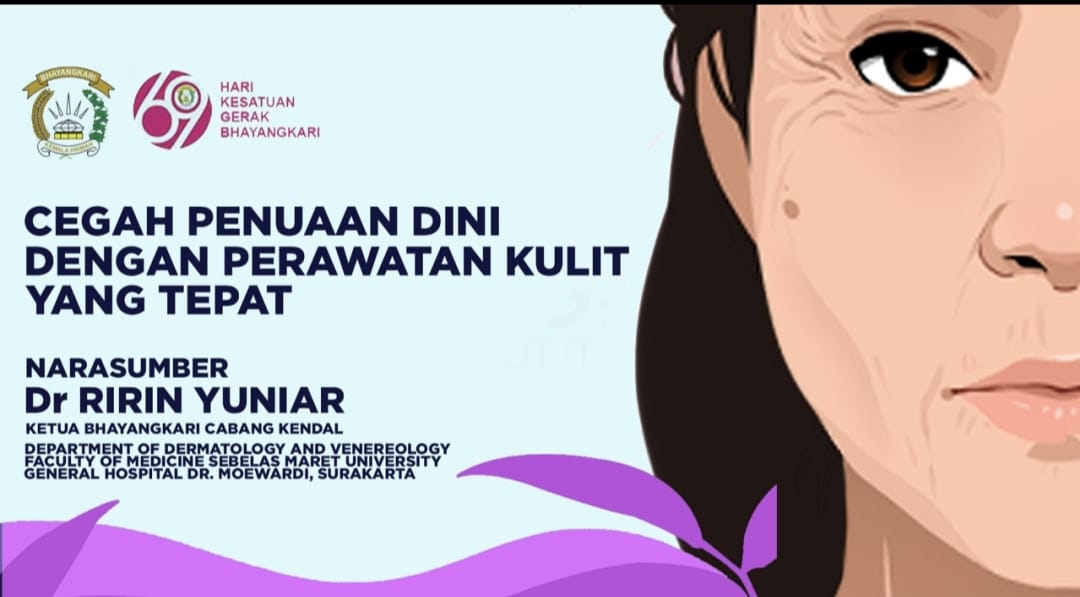 BHAYANGKARI
KEMALA HIKMAH
69
HARI
KESATUAN
GERAK
BHAYANGKARI
CEGAH PENUAAN DINI
DENGAN PERAWATAN KULIT
YANG TEPAT
NARASUMBER
Dr RIRIN YUNIAR
KETUA BHAYANGKARI CABANG KENDAL
DEPARTMENT OF DERMATOLOGY AND VENEREOLOGY
FACULTY OF MEDICINE SEBELAS MARET UNIVERSITY
GENERAL HOSPITAL DR. MOEWARDI, SURAKARTA